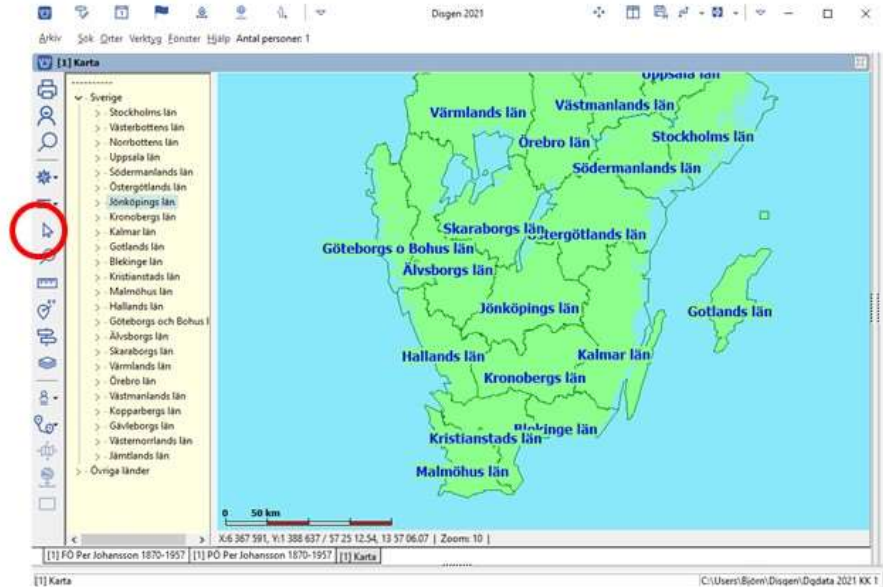 Disgen 2021
Arkiv Sök Orter Verktyg Fönster Hjälp Antal personer: 1
[1] Karta
----------
Sverige
Stockholms län
Västerbottens län
Norrbottens län
Uppsala län
Södermanlands län
Östergötlands län
Jönköpings län
Kronobergs län
Kalmar län
Gotlands län
Blekinge län
Kristianstads län
Malmöhus län
Hallands län
Göteborgs och Bohus l
Älvsborgs län
Skaraborgs län
Värmlands län
Örebro län
Västmanlands län
Kopparbergs län
Gävleborgs län
Västernorrlands län
Jämtlands län
Övriga länder
Uppsala län
Värmlands län
Västmanlands län
Örebro län
Stockholms län
Södermanlands län
Skaraborgs län
Östergötlands län
Göteborgs o Bohus län
Älvsborgs län
Jönköpings län
Gotlands län
Hallands län
Kalmar län
Kronobergs län
Blekinge län
Kristianstads län
Malmöhus län
0 50 km
X:6 367 591, Y:1 388 637 / 57 25 12.54, 13 57 06.07 | Zoom: 10 |
[1] FÖ Per Johansson 1870-1957 [1] PÖ Per Johansson 1870-1957 [1] Karta
[1] Karta C:\Users\Björn\Disgen\Dgdata 2021 KK 1